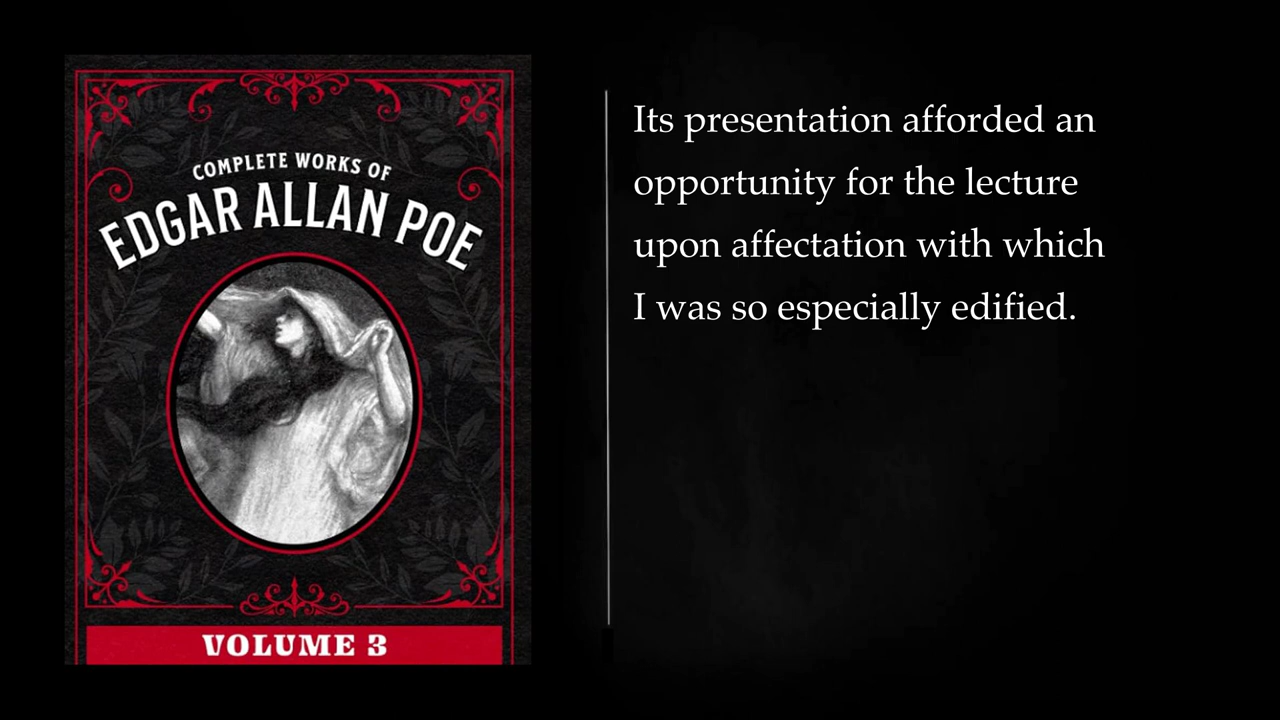 COMPLETE WORKS OF
EDGAR ALLAN POE
VOLUME 3
Its presentation afforded an
opportunity for the lecture
upon affectation with which
I was so especially edified.